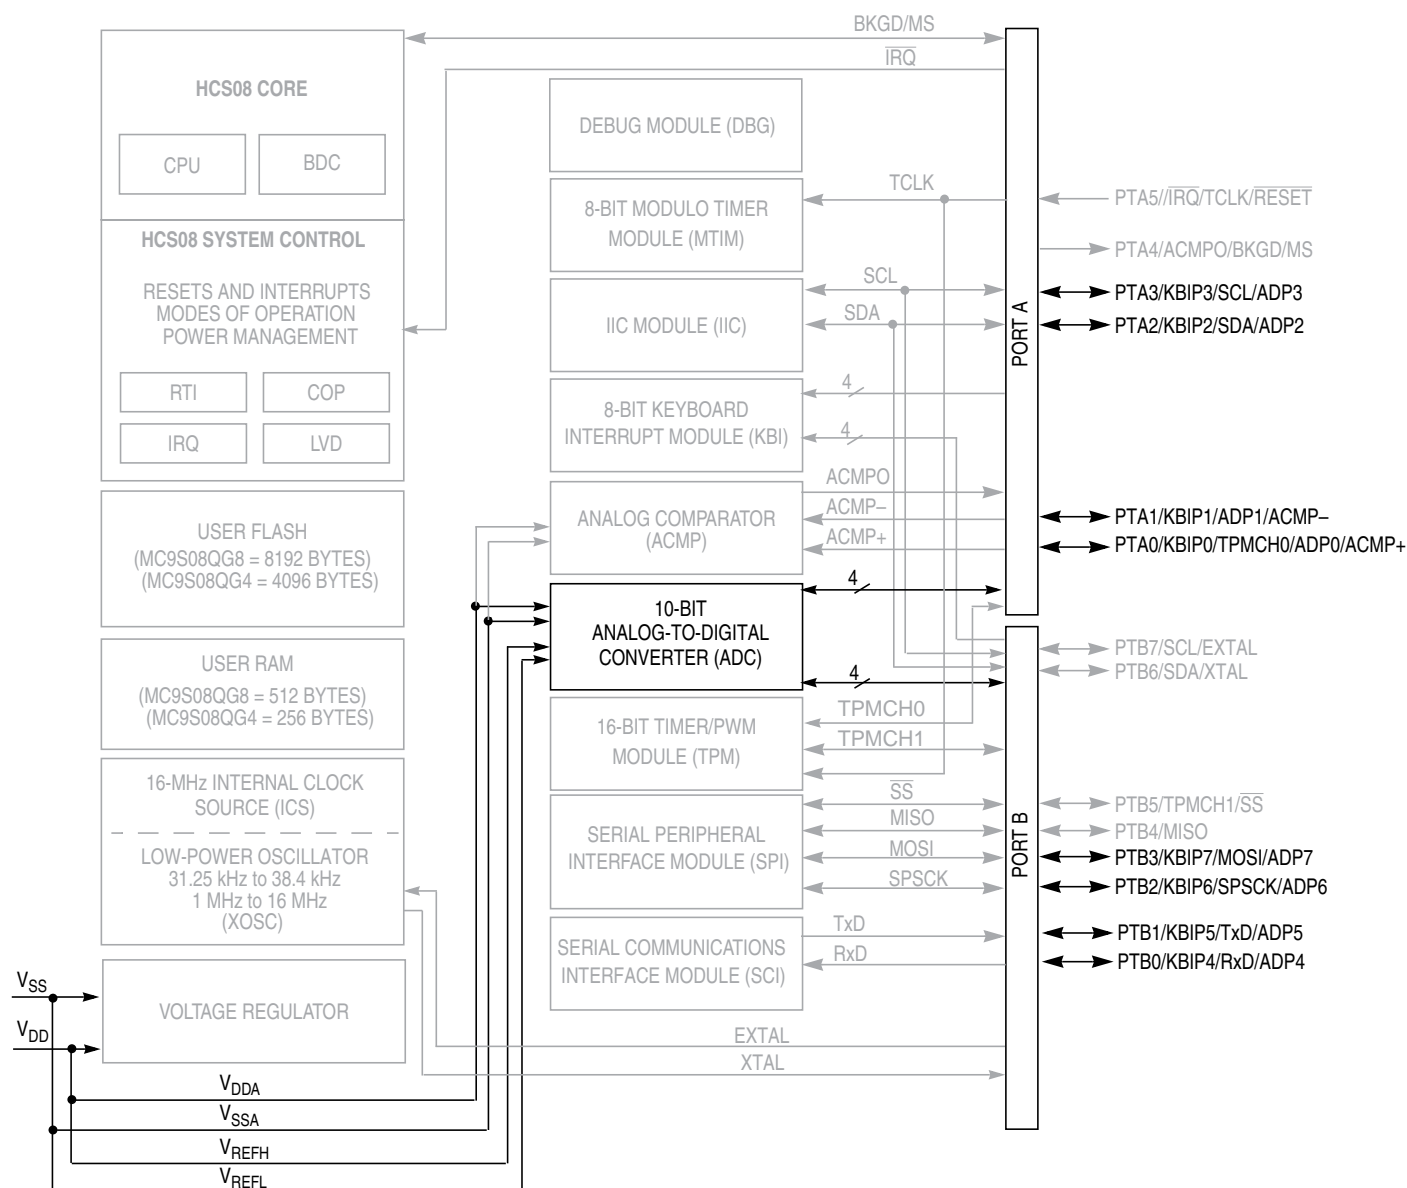 BKGD/MS
IRQ
HCS08 CORE
CPU
BDC
HCS08 SYSTEM CONTROL
RESETS AND INTERRUPTS
MODES OF OPERATION
POWER MANAGEMENT
RTI
COP
IRQ
LVD
USER FLASH
(MC9S08QG8 = 8192 BYTES)
(MC9S08QG4 = 4096 BYTES)
USER RAM
(MC9S08QG8 = 512 BYTES)
(MC9S08QG4 = 256 BYTES)
16-MHz INTERNAL CLOCK
SOURCE (ICS)
LOW-POWER OSCILLATOR
31.25 kHz to 38.4 kHz
1 MHz to 16 MHz
(XOSC)
VOLTAGE REGULATOR
VSS
VDD
VDDA
VSSA
VREFH
VREFL
DEBUG MODULE (DBG)
8-BIT MODULO TIMER
MODULE (MTIM)
TCLK
IIC MODULE (IIC)
SCL
SDA
8-BIT KEYBOARD
INTERRUPT MODULE (KBI)
4
4
ANALOG COMPARATOR
(ACMP)
ACMPO
ACMP–
ACMP+
10-BIT
ANALOG-TO-DIGITAL
CONVERTER (ADC)
4
4
16-BIT TIMER/PWM
MODULE (TPM)
TPMCH0
TPMCH1
SERIAL PERIPHERAL
INTERFACE MODULE (SPI)
SS
MISO
MOSI
SPSCK
SERIAL COMMUNICATIONS
INTERFACE MODULE (SCI)
TxD
RxD
EXTAL
XTAL
PORT A
PTA5//IRQ/TCLK/RESET
PTA4/ACMPO/BKGD/MS
PTA3/KBIP3/SCL/ADP3
PTA2/KBIP2/SDA/ADP2
PTA1/KBIP1/ADP1/ACMP–
PTA0/KBIP0/TPMCH0/ADP0/ACMP+
PORT B
PTB7/SCL/EXTAL
PTB6/SDA/XTAL
PTB5/TPMCH1/SS
PTB4/MISO
PTB3/KBIP7/MOSI/ADP7
PTB2/KBIP6/SPSCK/ADP6
PTB1/KBIP5/TxD/ADP5
PTB0/KBIP4/RxD/ADP4